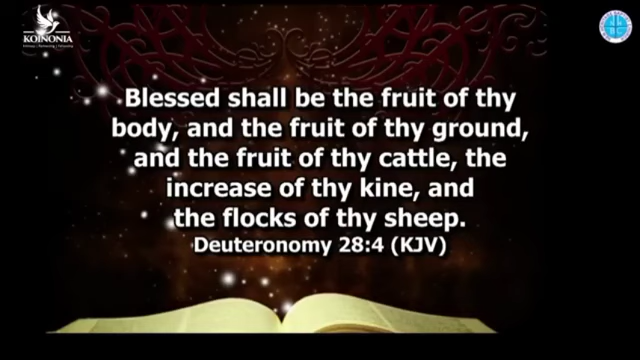 KOINONIA
Blessed shall be the fruit of thy
body, and the fruit of thy ground,
and the fruit of thy cattle, the
increase of thy kine, and
the flocks of thy sheep.
Deuteronomy 28:4 (KJV)